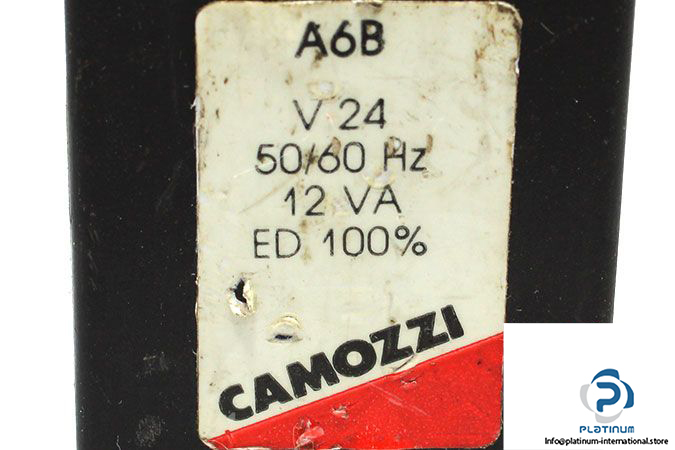 A6B
V 24
50/60 Hz
12 VA
ED 100%
CAMOZZI
PLATINUM
Info@platinum-international.store